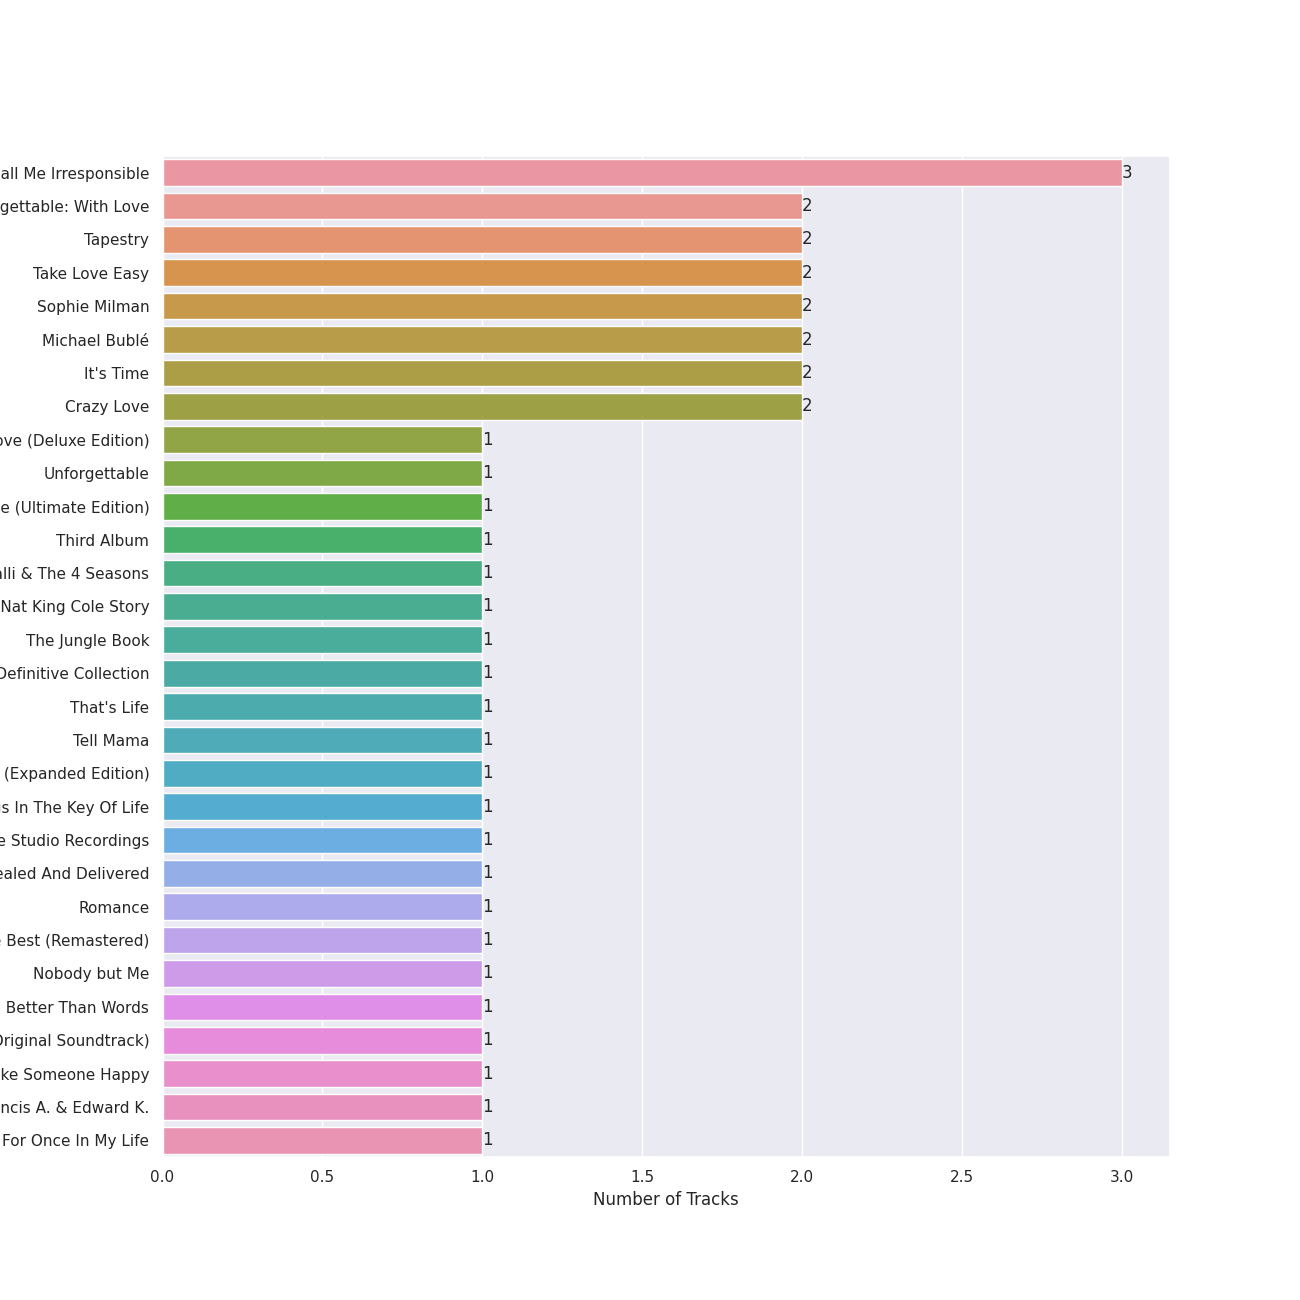 all Me Irresponsible 3
gettable: With Love 2
Tapestry 2
Take Love Easy 2
Sophie Milman 2
Michael Bublé 2
It's Time 2
Crazy Love 2
ove (Deluxe Edition) 1
Unforgettable 1
e (Ultimate Edition) 1
Third Album 1
alli & The 4 Seasons 1
Nat King Cole Story 1
The Jungle Book 1
Definitive Collection 1
That's Life 1
Tell Mama 1
(Expanded Edition) 1
s In The Key Of Life 1
e Studio Recordings 1
ealed And Delivered 1
Romance 1
e Best (Remastered) 1
Nobody but Me 1
Better Than Words 1
Original Soundtrack) 1
ke Someone Happy 1
ncis A. & Edward K. 1
For Once In My Life 1
0.0 0.5 1.0 1.5 2.0 2.5 3.0
Number of Tracks